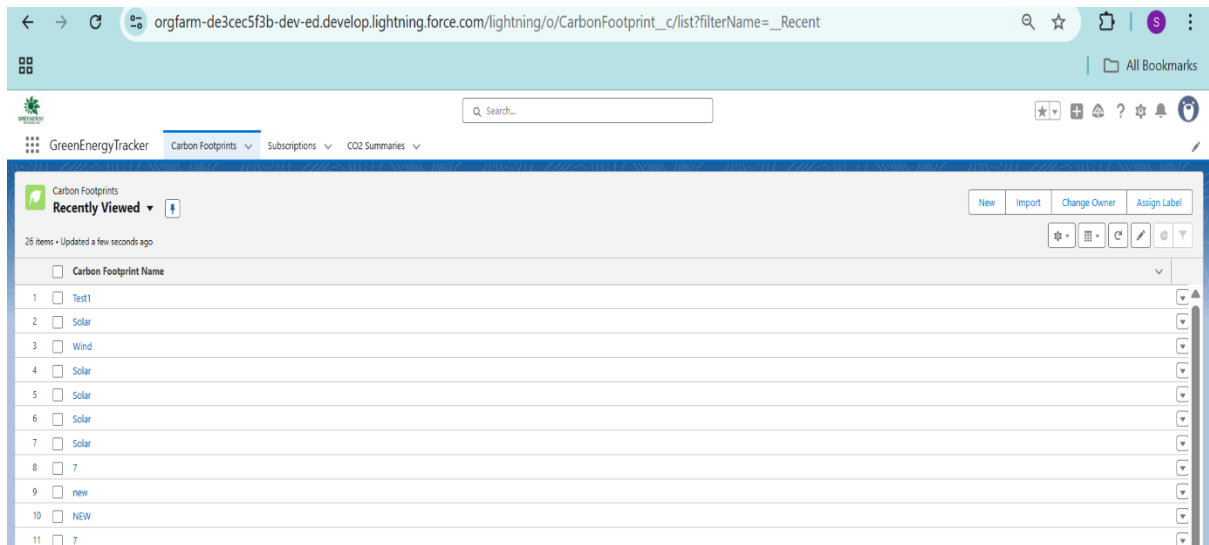 orgfarm-de3cec5f3b-dev-ed.develop.lightning.force.com/lightning/o/CarbonFootprint__c/list?filterName=__Recent
S
All Bookmarks
Search...
GreenEnergyTracker Carbon Footprints Subscriptions CO2 Summaries
Carbon Footprints
Recently Viewed
New Import Change Owner Assign Label
26 items • Updated a few seconds ago
Carbon Footprint Name
1 Test1
2 Solar
3 Wind
4 Solar
5 Solar
6 Solar
7 Solar
8 7
9 new
10 NEW
11 7